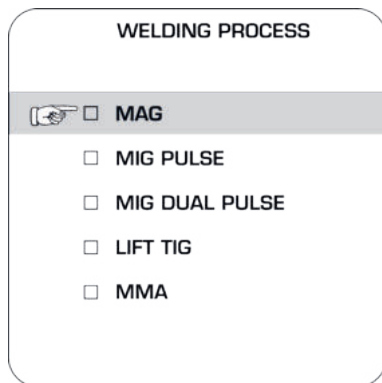 WELDING PROCESS
MAG
MIG PULSE
MIG DUAL PULSE
LIFT TIG
MMA